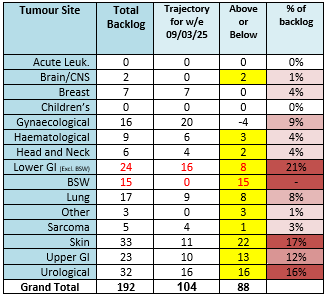 Tumour Site Total Backlog Trajectory for w/e 09/03/25 Above or Below % of backlog
Acute Leuk. 0 0 0 0%
Brain/CNS 2 0 2 1%
Breast 7 7 0 4%
Children's 0 0 0 0%
Gynaecological 16 20 -4 9%
Haematological 9 6 3 4%
Head and Neck 6 4 2 4%
Lower GI (Excl. BSW) 24 16 8 21%
BSW 15 0 15 -
Lung 17 9 8 8%
Other 3 0 3 1%
Sarcoma 5 4 1 3%
Skin 33 11 22 17%
Upper GI 23 10 13 12%
Urological 32 16 16 16%
Grand Total 192 104 88